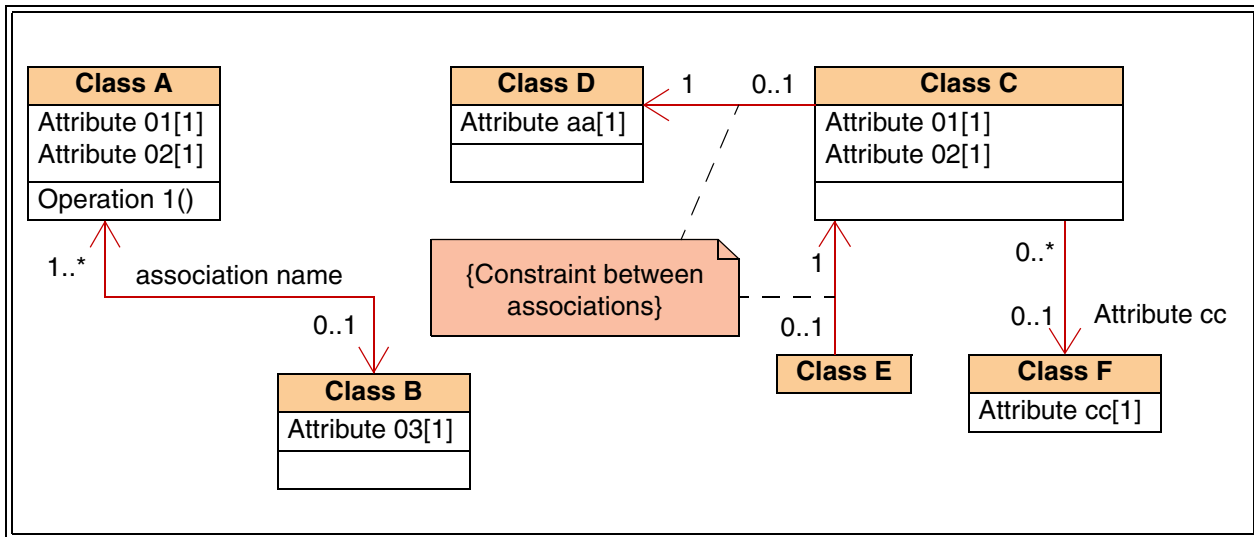 Class A
Attribute 01[1]
Attribute 02[1]
Operation 1()
1..*
association name
0..1
Class B
Attribute 03[1]
Class D
Attribute aa[1]
1
0..1
Class C
Attribute 01[1]
Attribute 02[1]
{Constraint between
associations}
1
0..1
Class E
0..*
0..1
Attribute cc
Class F
Attribute cc[1]